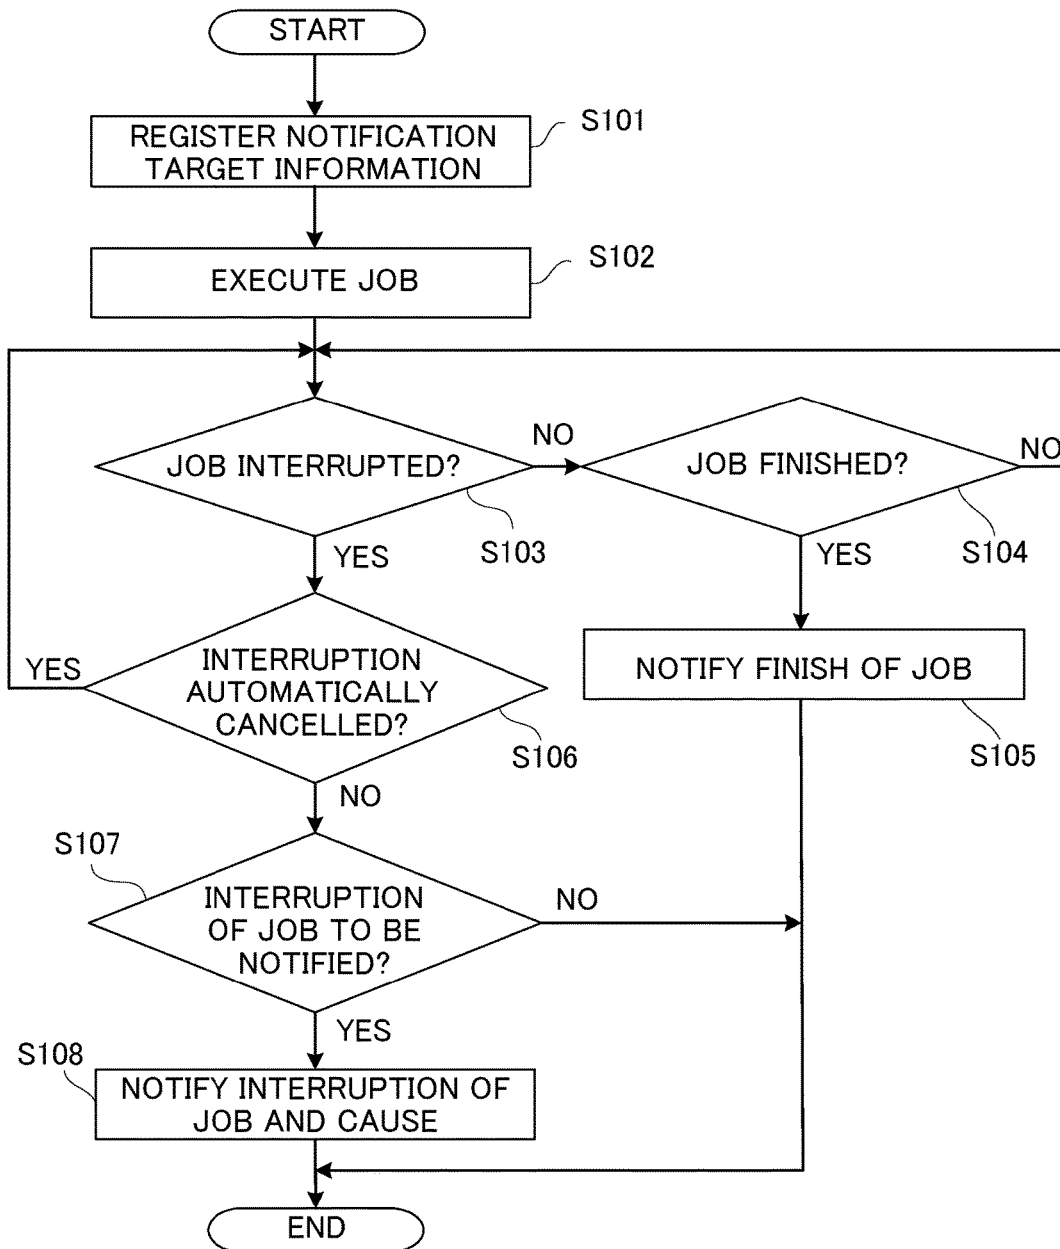 START
REGISTER NOTIFICATION
TARGET INFORMATION
S101
EXECUTE JOB
S102
JOB INTERRUPTED?
NO
S103
YES
JOB FINISHED?
NO
S104
YES
NOTIFY FINISH OF JOB
S105
INTERRUPTION
AUTOMATICALLY
CANCELLED?
YES
S106
NO
S107
INTERRUPTION
OF JOB TO BE
NOTIFIED?
NO
YES
S108
NOTIFY INTERRUPTION OF
JOB AND CAUSE
END